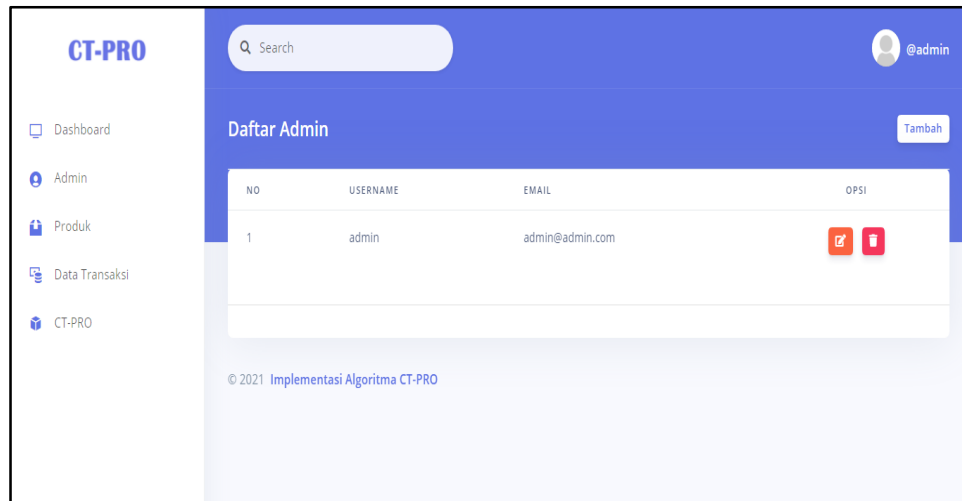 CT-PRO
Search
@admin
Dashboard
Admin
Produk
Data Transaksi
CT-PRO
Daftar Admin
Tambah
NO USERNAME EMAIL OPSI
1 admin admin@admin.com
© 2021 Implementasi Algoritma CT-PRO